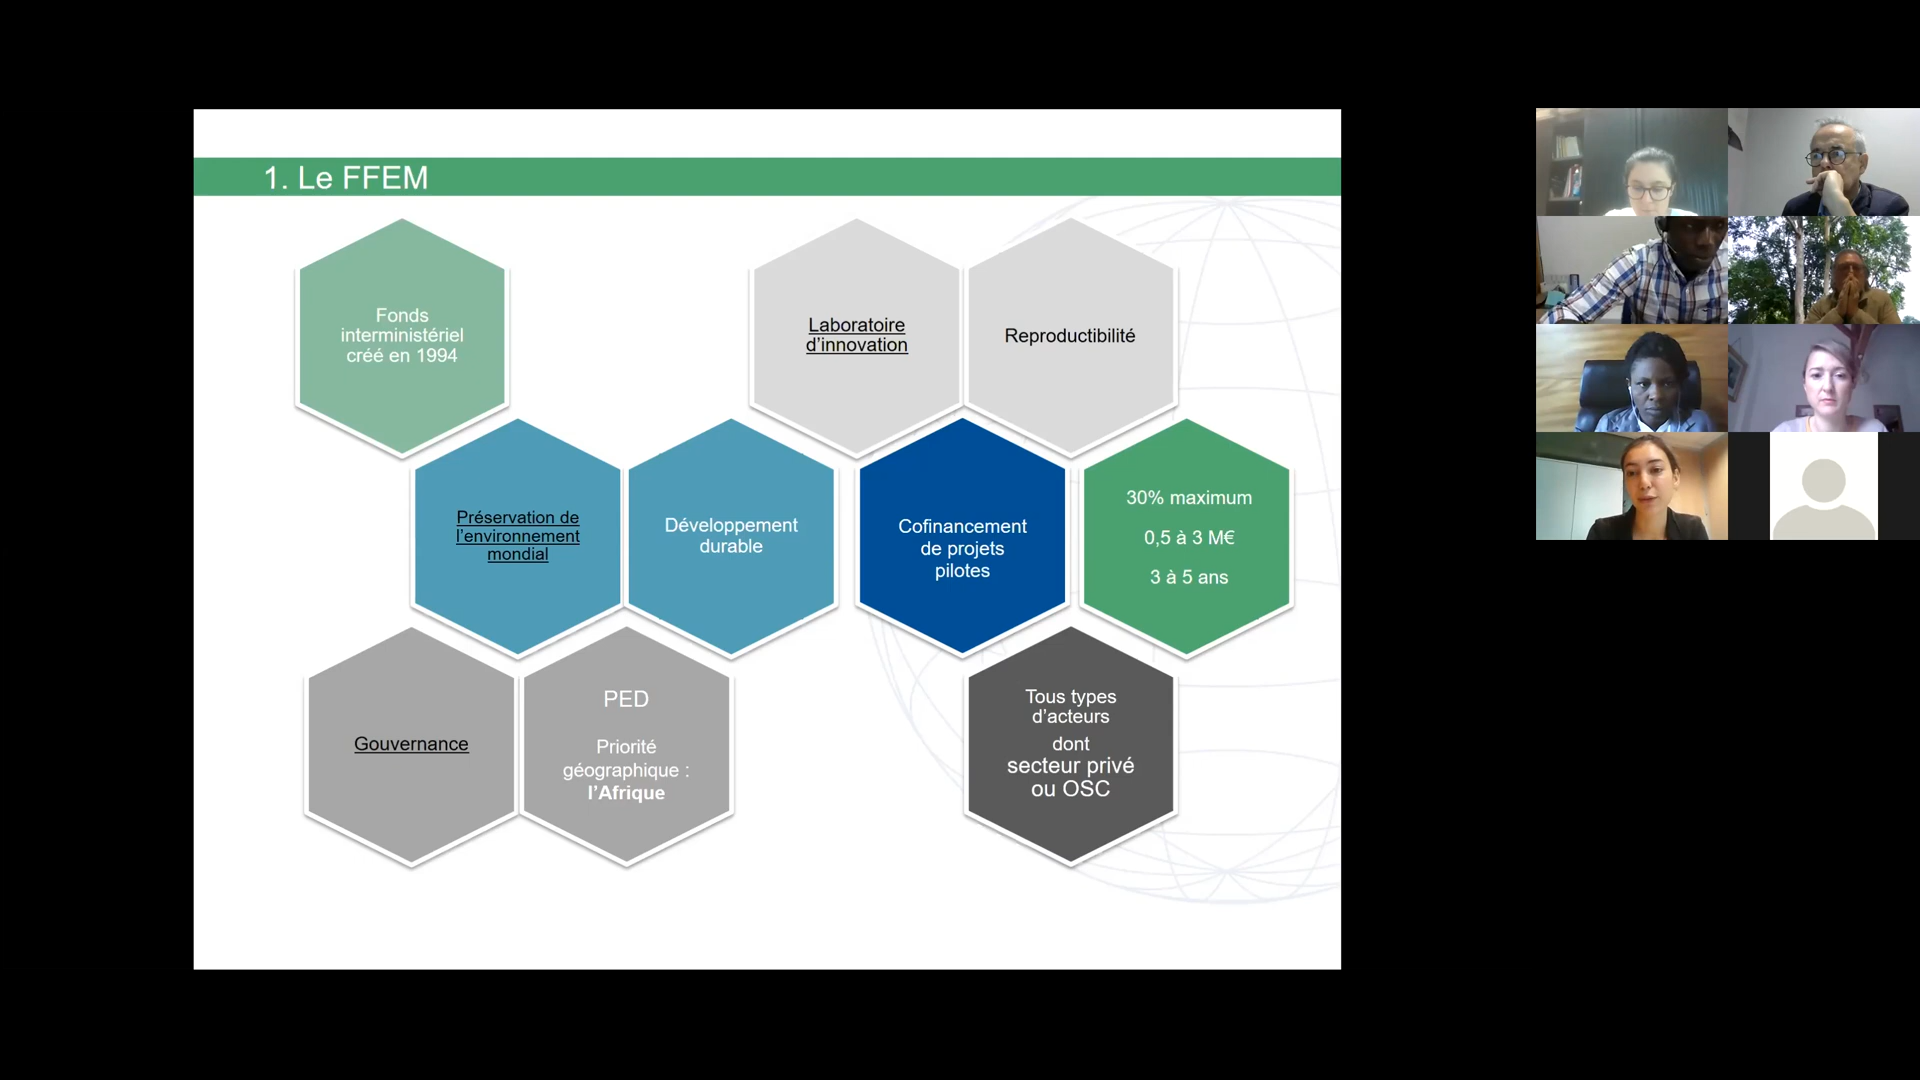 1. Le FFEM
Fonds
interministériel
créé en 1994
Laboratoire
d’innovation
Reproductibilité
Préservation de
l’environnement
mondial
Développement
durable
Cofinancement
de projets
pilotes
30% maximum
0,5 à 3 M€
3 à 5 ans
Gouvernance
PED
Priorité
géographique :
l’Afrique
Tous types
d’acteurs
dont
secteur privé
ou OSC